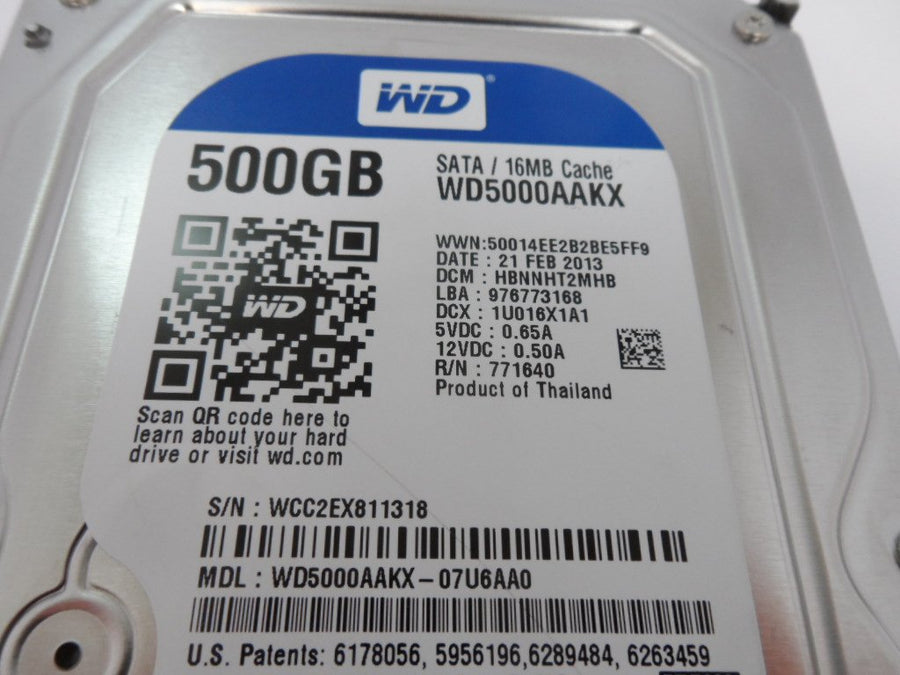 WD®
500GB
SATA / 16MB Cache
WD5000AAKX
WWN:50014EE2B2BE5FF9
DATE : 21 FEB 2013
DCM : HBNNHT2MHB
LBA : 976773168
DCX : 1U016X1A1
5VDC : 0.65A
12VDC : 0.50A
R/N : 771640
Product of Thailand
WD
Scan QR code here to
learn about your hard
drive or visit wd.com
S/N : WCC2EX811318
MDL : WD5000AAKX-07U6AA0
U.S. Patents: 6178056, 5956196,6289484, 6263459